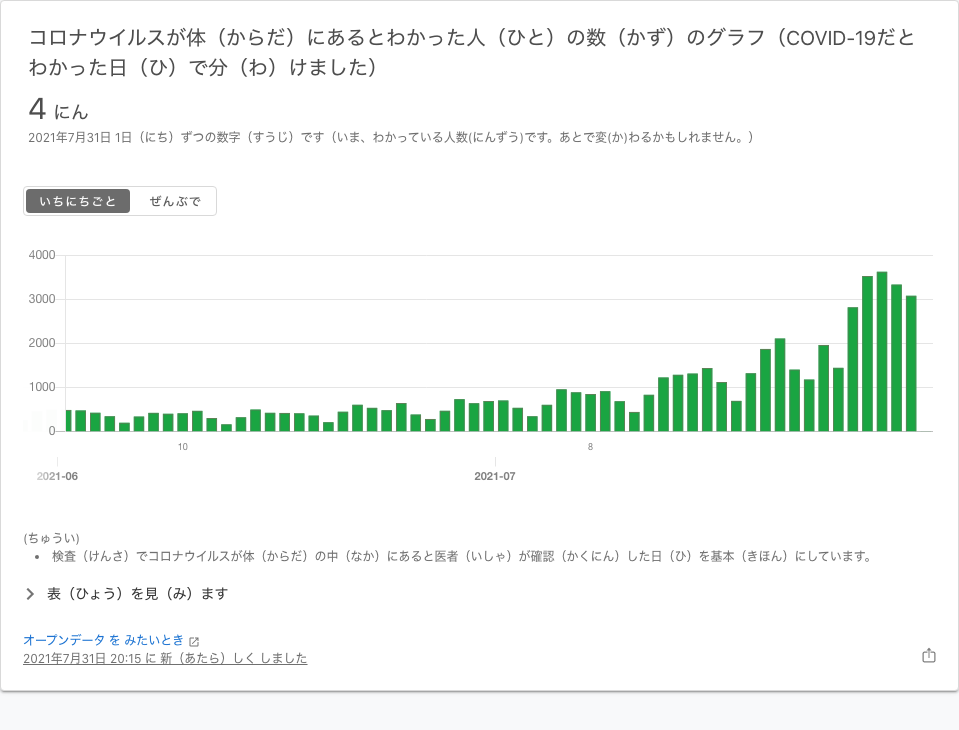 コロナウイルスが体（からだ）にあるとわかった人（ひと）の数（かず）のグラフ（COVID-19だと
わかった日（ひ）で分（わ）けました）
4 にん
2021年7月31日 1日（にち）ずつの数字（すうじ）です（いま、わかっている人数(にんずう)です。あとで変(か)わるかもしれません。）
いちにちごと ぜんぶで
4000
3000
2000
1000
0
10 8
2021-06 2021-07
(ちゅうい)
• 検査（けんさ）でコロナウイルスが体（からだ）の中（なか）にあると医者（いしゃ）が確認（かくにん）した日（ひ）を基本（きほん）にしています。
表（ひょう）を見（み）ます
オープンデータ を みたいとき
2021年7月31日 20:15 に 新（あたら）しく しました